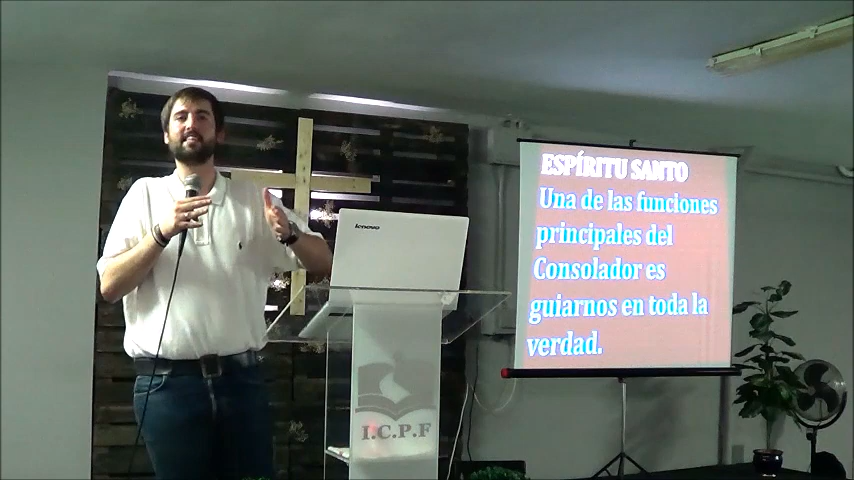 lenovo
I.C.P.F
ESPÍRITU SANTO
Una de las funciones
principales del
Consolador es
guiarnos en toda la
verdad.